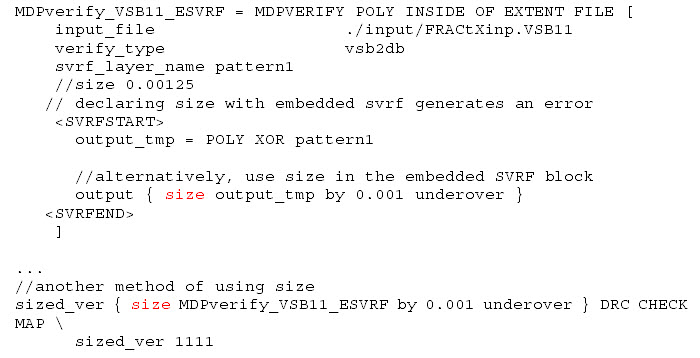 MDPverify_VSB11_ESVRF = MDPVERIFY POLY INSIDE OF EXTENT FILE [
input_file ./input/FRACtXinp.VSB11
verify_type vsb2db
svrf_layer_name pattern1
//size 0.00125
// declaring size with embedded svrf generates an error
<SVRFSTART>
output_tmp = POLY XOR pattern1
//alternatively, use size in the embedded SVRF block
output { size output_tmp by 0.001 underover }
<SVRFEND>
]
...
//another method of using size
sized_ver { size MDPverify_VSB11_ESVRF by 0.001 underover } DRC CHECK
MAP \
sized_ver 1111